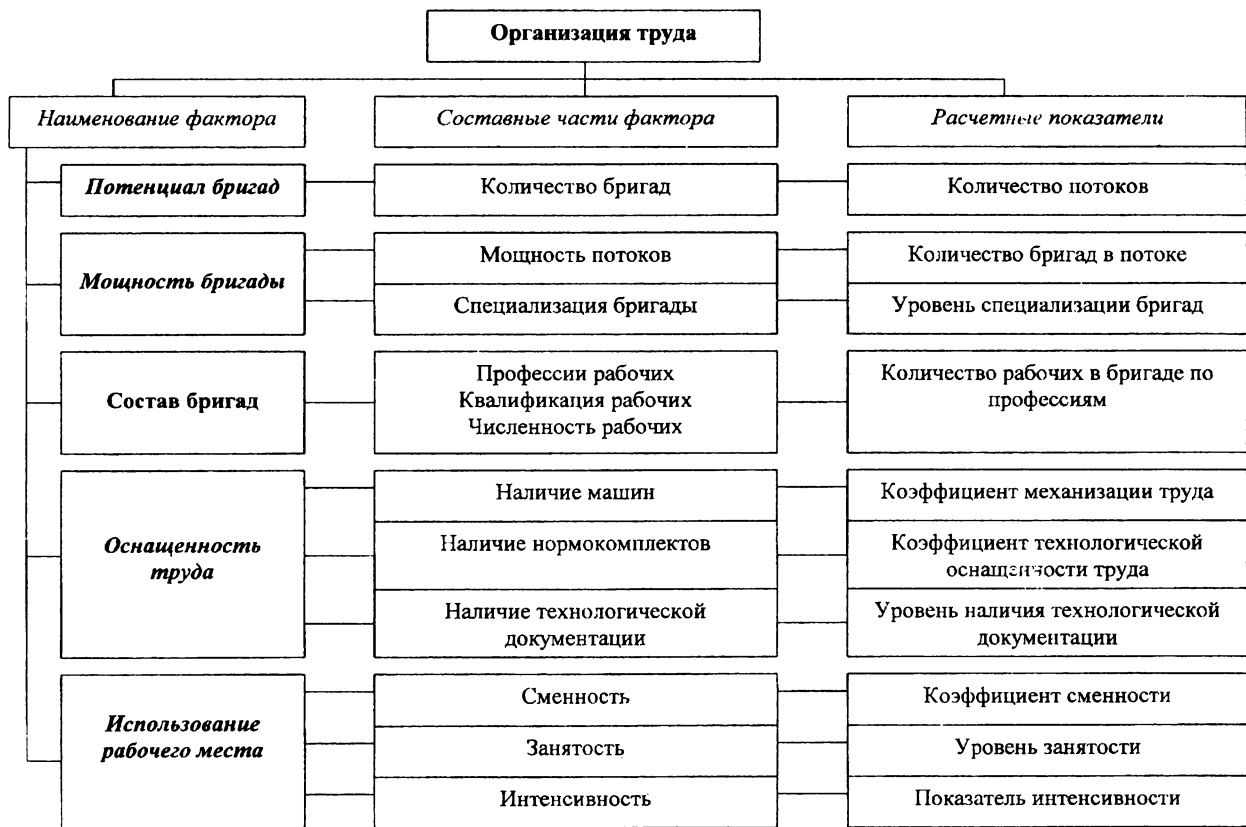 Организация труда
Наименование фактора
Составные части фактора
Расчетные показатели
Потенциал бригад
Количество бригад
Количество потоков
Мощность бригады
Мощность потоков
Количество бригад в потоке
Специализация бригады
Уровень специализации бригад
Состав бригад
Профессии рабочих
Квалификация рабочих
Численность рабочих
Количество рабочих в бригаде по
профессиям
Оснащенность
труда
Наличие машин
Коэффициент механизации труда
Наличие нормокомплектов
Коэффициент технологической
оснащенности труда
Наличие технологической
документации
Уровень наличия технологической
документации
Использование
рабочего места
Сменность
Коэффициент сменности
Занятость
Уровень занятости
Интенсивность
Показатель интенсивности